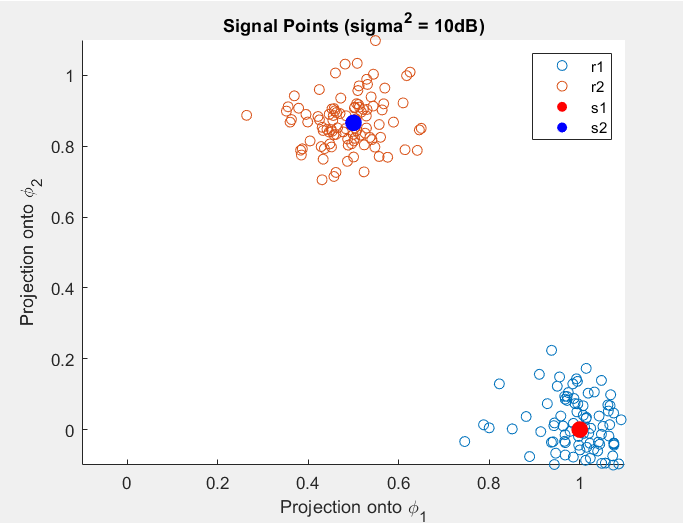 Signal Points (sigma² = 10dB)
r1
r2
s1
s2
1
0.8
0.6
0.4
0.2
0
Projection onto ϕ₂
0
0.2
0.4
0.6
0.8
1
Projection onto ϕ₁